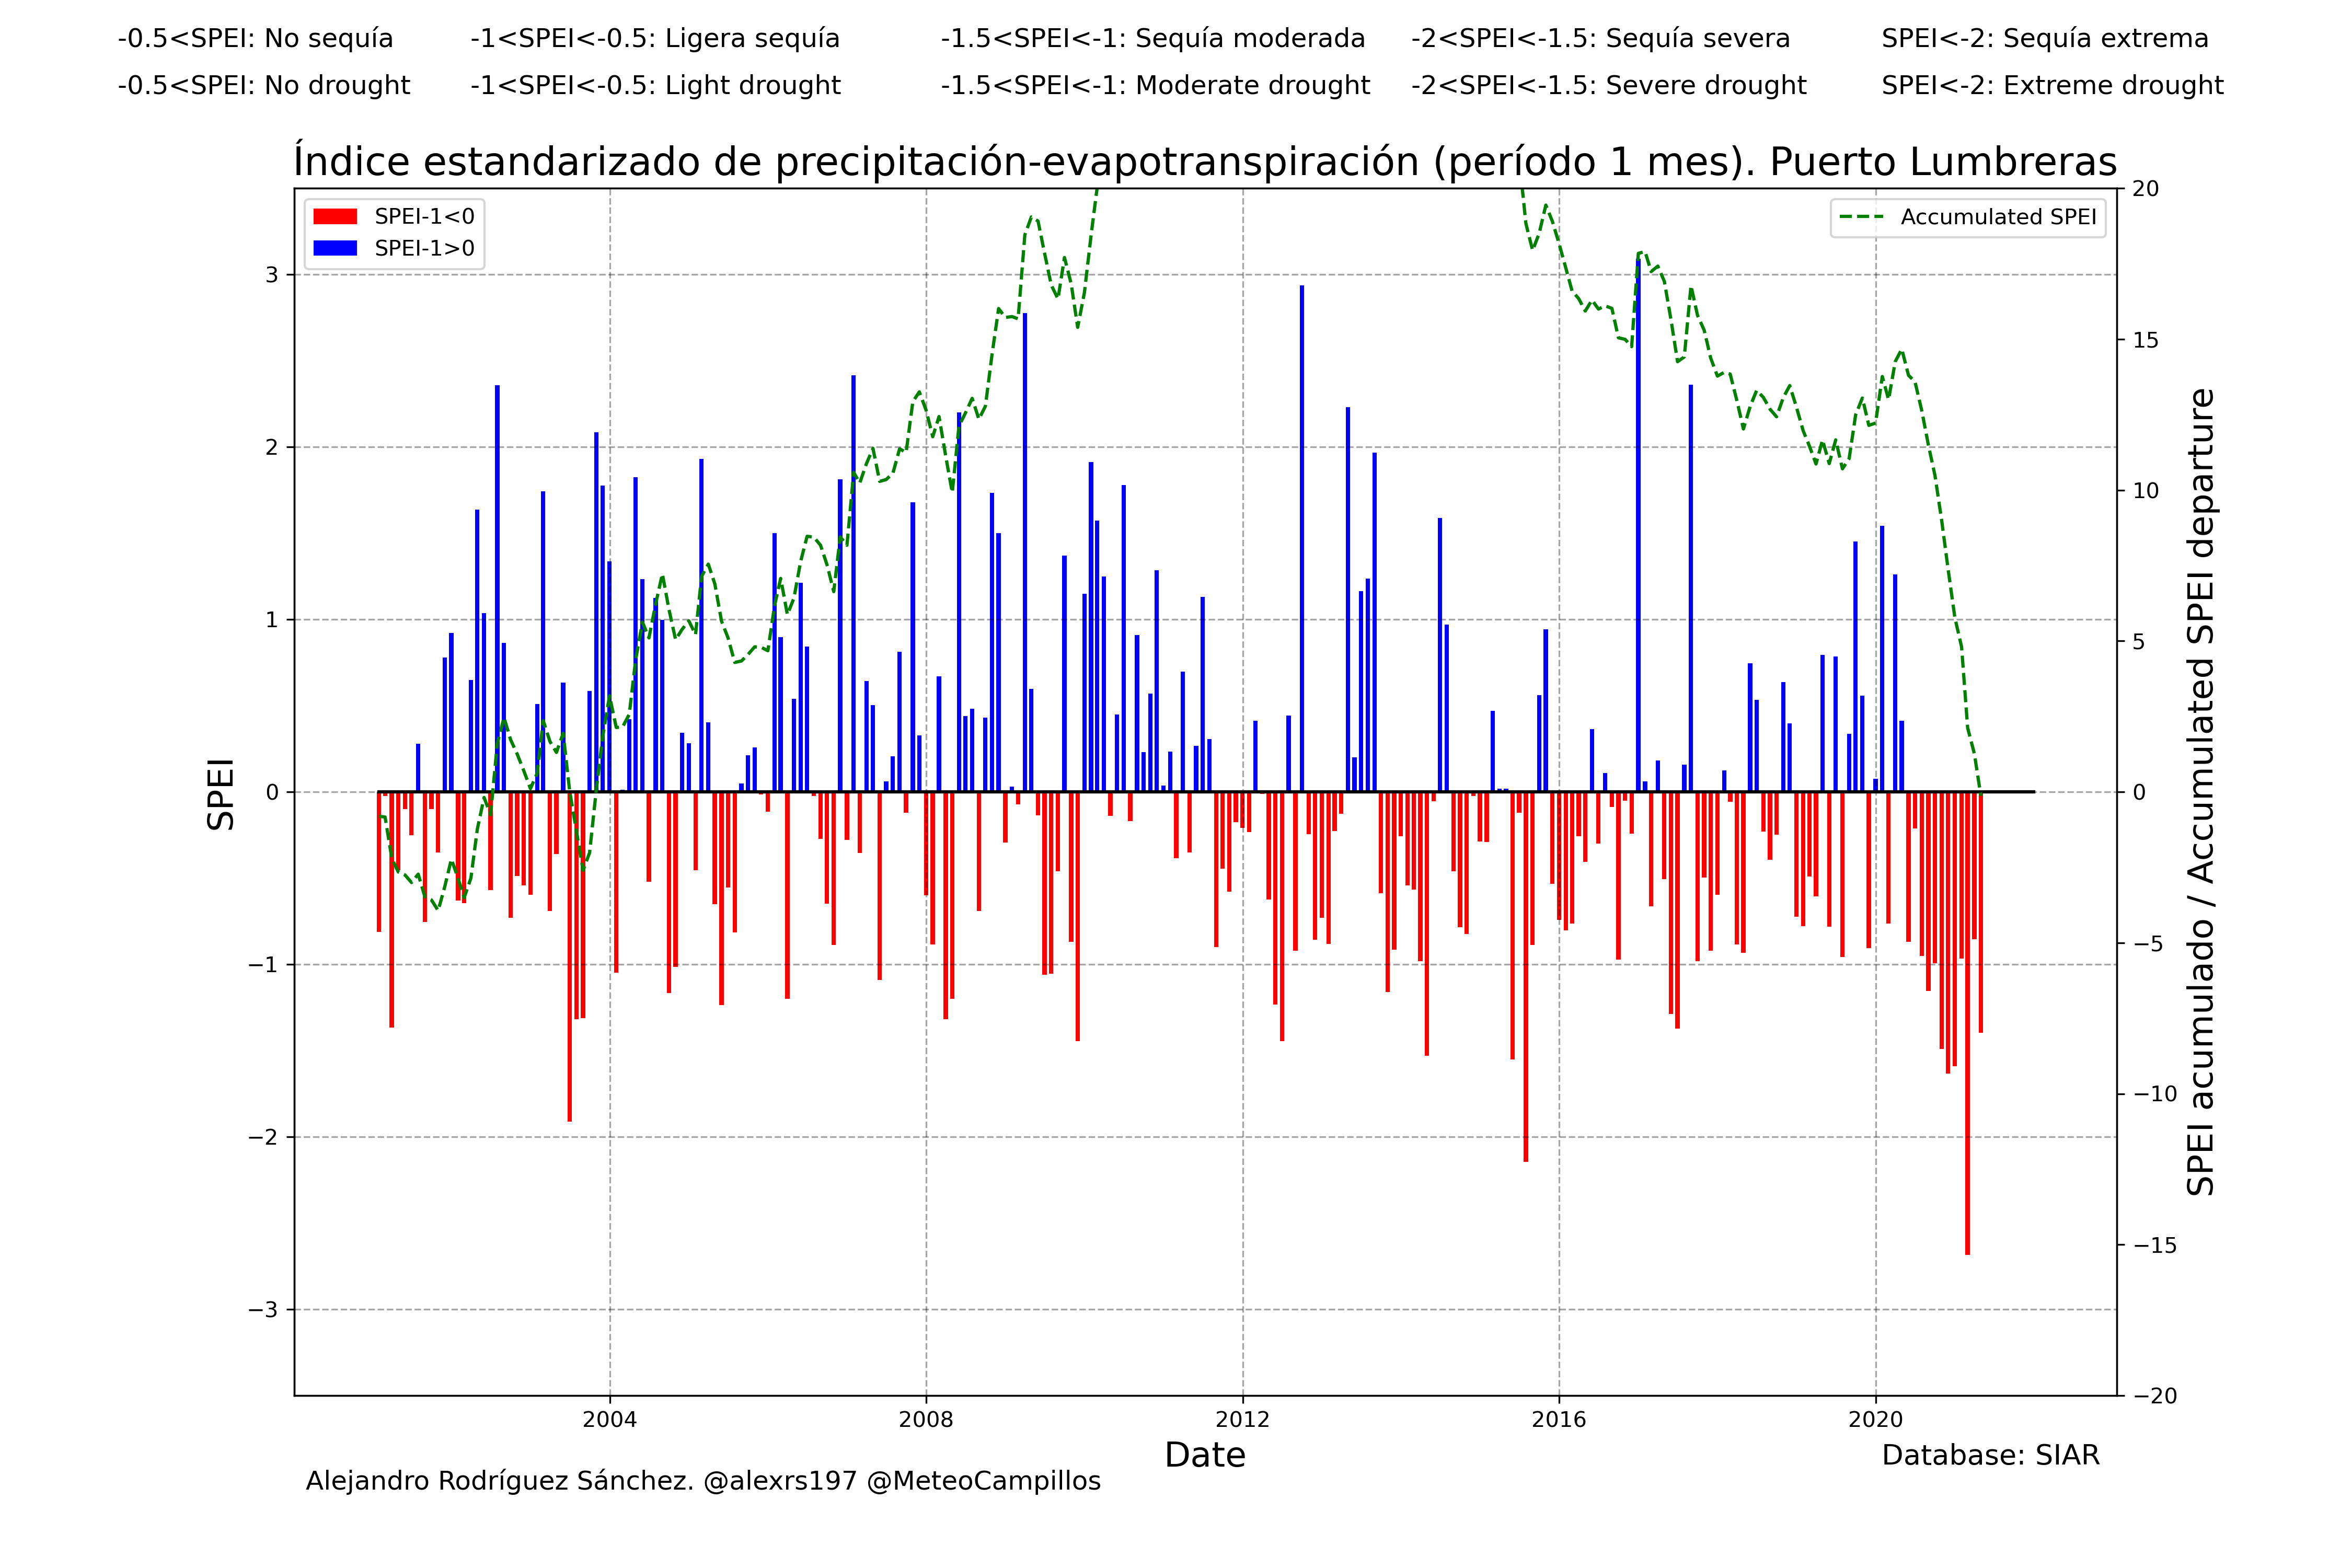 -0.5<SPEI: No sequía -1<SPEI<-0.5: Ligera sequía -1.5<SPEI<-1: Sequía moderada -2<SPEI<-1.5: Sequía severa SPEI<-2: Sequía extrema
-0.5<SPEI: No drought -1<SPEI<-0.5: Light drought -1.5<SPEI<-1: Moderate drought -2<SPEI<-1.5: Severe drought SPEI<-2: Extreme drought
Índice estandarizado de precipitación-evapotranspiración (período 1 mes). Puerto Lumbreras
SPEI-1<0
SPEI-1>0
Accumulated SPEI
SPEI
3
2
1
0
−1
−2
−3
20
15
10
5
0
−5
−10
−15
−20
SPEI acumulado / Accumulated SPEI departure
2004 2008 2012 2016 2020
Date
Database: SIAR
Alejandro Rodríguez Sánchez. @alexrs197 @MeteoCampillos